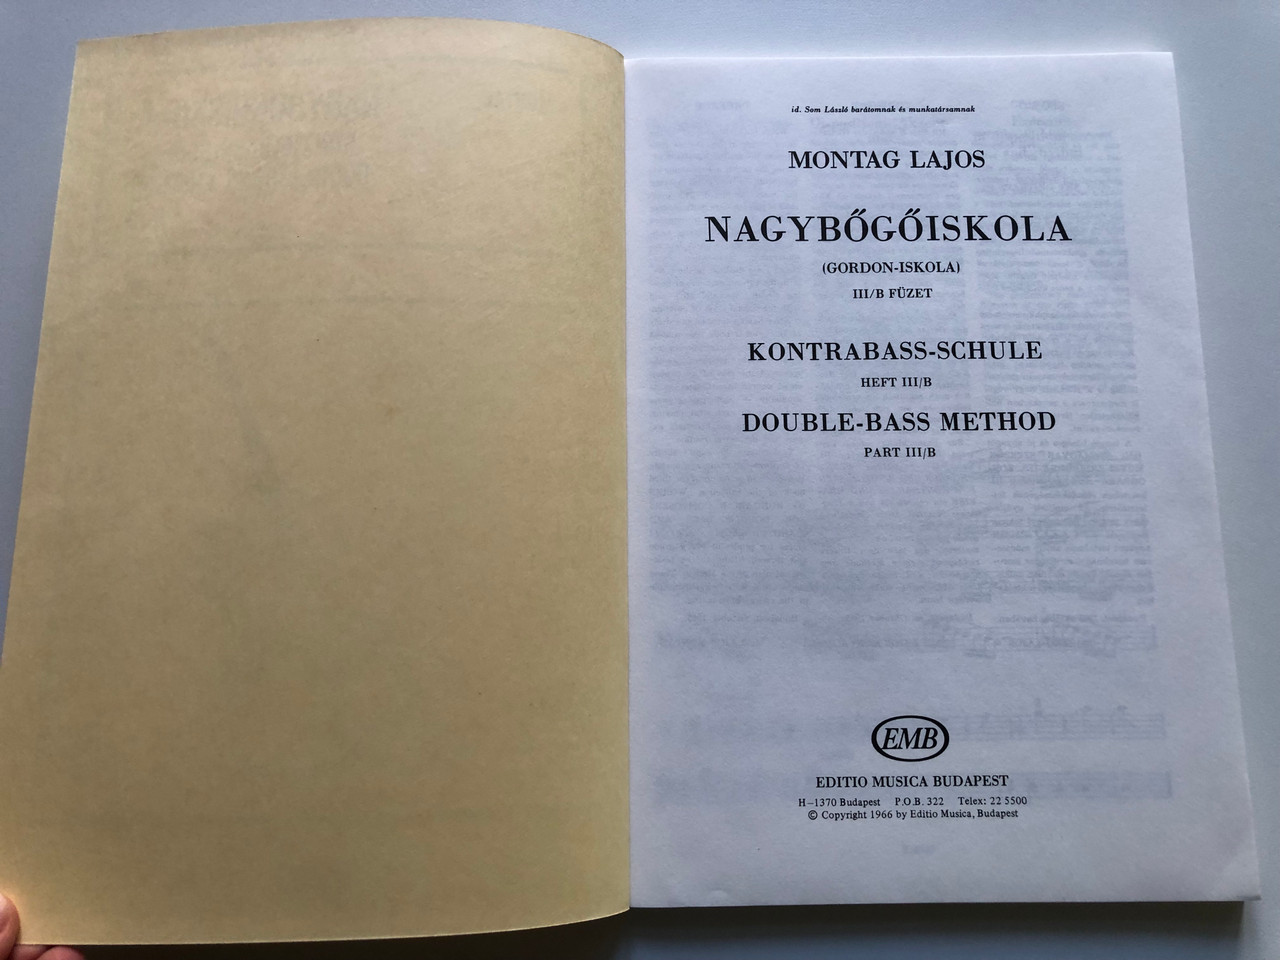 id. Som László barátomnak és munkatársamnak
MONTAG LAJOS
NAGYBŐGŐISKOLA
(GORDON-ISKOLA)
III/B FÜZET
KONTRABASS-SCHULE
HEFT III/B
DOUBLE-BASS METHOD
PART III/B
EMB
EDITIO MUSICA BUDAPEST
H–1370 Budapest P.O.B. 322 Telex: 22 5500
© Copyright 1966 by Editio Musica, Budapest